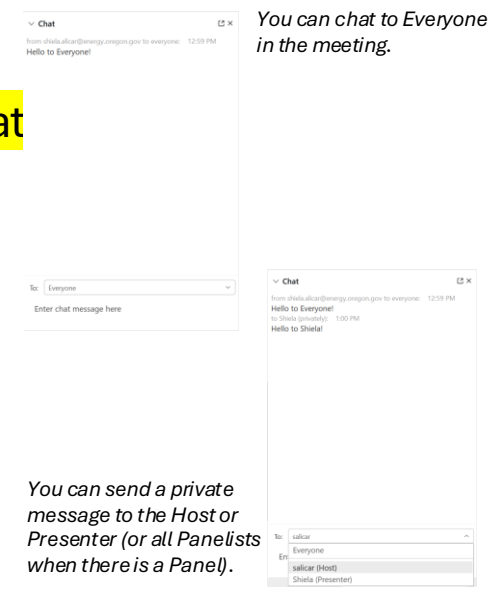 You can chat to Everyone
in the meeting.
Chat
from shiela.alicar@energy.oregon.gov to everyone: 12:59 PM
Hello to Everyone!
at
To: Everyone
Enter chat message here
Chat
from shiela.alicar@energy.oregon.gov to everyone: 12:59 PM
Hello to Everyone!
to Shiela (privately): 1:00 PM
Hello to Shiela!
You can send a private
message to the Host or
Presenter (or all Panelists
when there is a Panel).
To: salicar
Everyone
En
salicar (Host)
Shiela (Presenter)